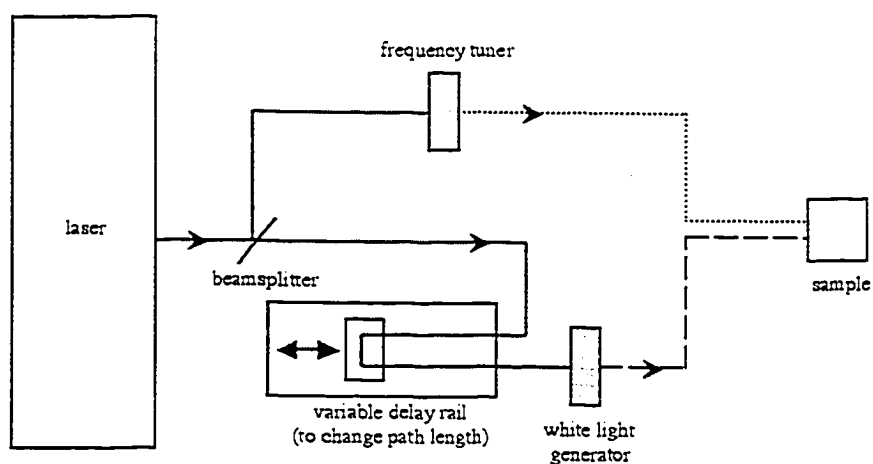 frequency tuner
laser
beamsplitter
sample
variable delay rail
(to change path length)
white light
generator